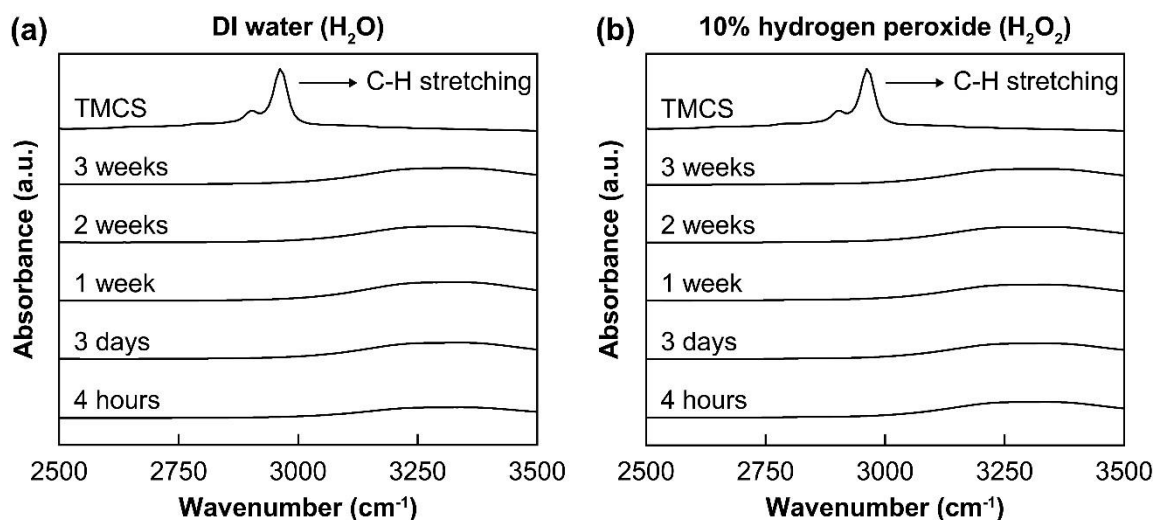 (a) DI water (H₂O)
Absorbance (a.u.)
TMCS
→ C-H stretching
3 weeks
2 weeks
1 week
3 days
4 hours
2500 2750 3000 3250 3500
Wavenumber (cm⁻¹)
(b) 10% hydrogen peroxide (H₂O₂)
Absorbance (a.u.)
TMCS
→ C-H stretching
3 weeks
2 weeks
1 week
3 days
4 hours
2500 2750 3000 3250 3500
Wavenumber (cm⁻¹)